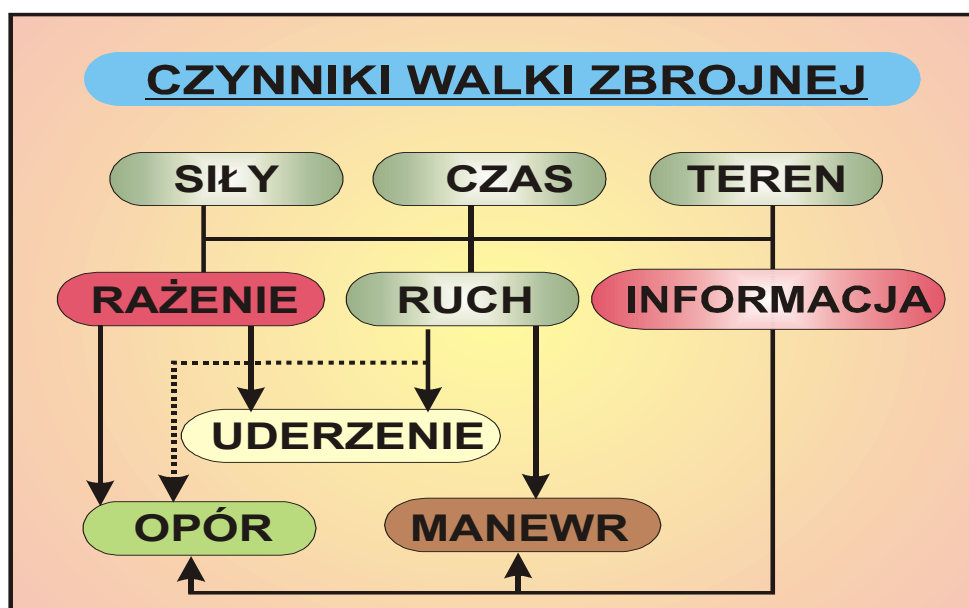 CZYNNIKI WALKI ZBROJNEJ
SIŁY
CZAS
TEREN
RAŻENIE
RUCH
INFORMACJA
UDERZENIE
OPÓR
MANEWR